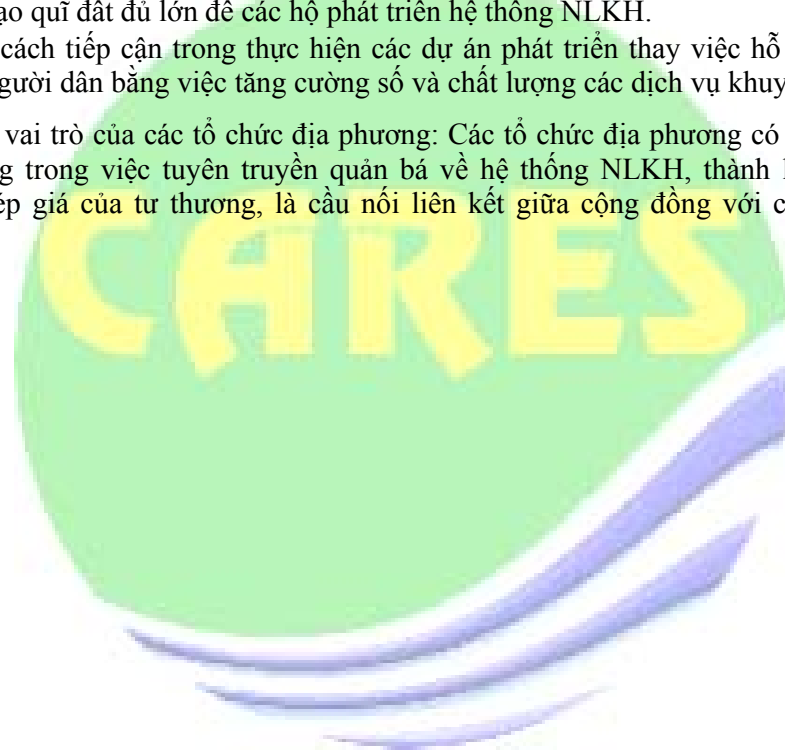 ạo quĩ đất đủ lớn để các hộ phát triển hệ thống NLKH.
cách tiếp cận trong thực hiện các dự án phát triển thay việc hỗ
gười dân bằng việc tăng cường số và chất lượng các dịch vụ khuy
vai trò của các tổ chức địa phương: Các tổ chức địa phương có
g trong việc tuyên truyền quảng bá về hệ thống NLKH, thành l
ép giá của tư thương, là cầu nối liên kết giữa cộng đồng với c
CARES